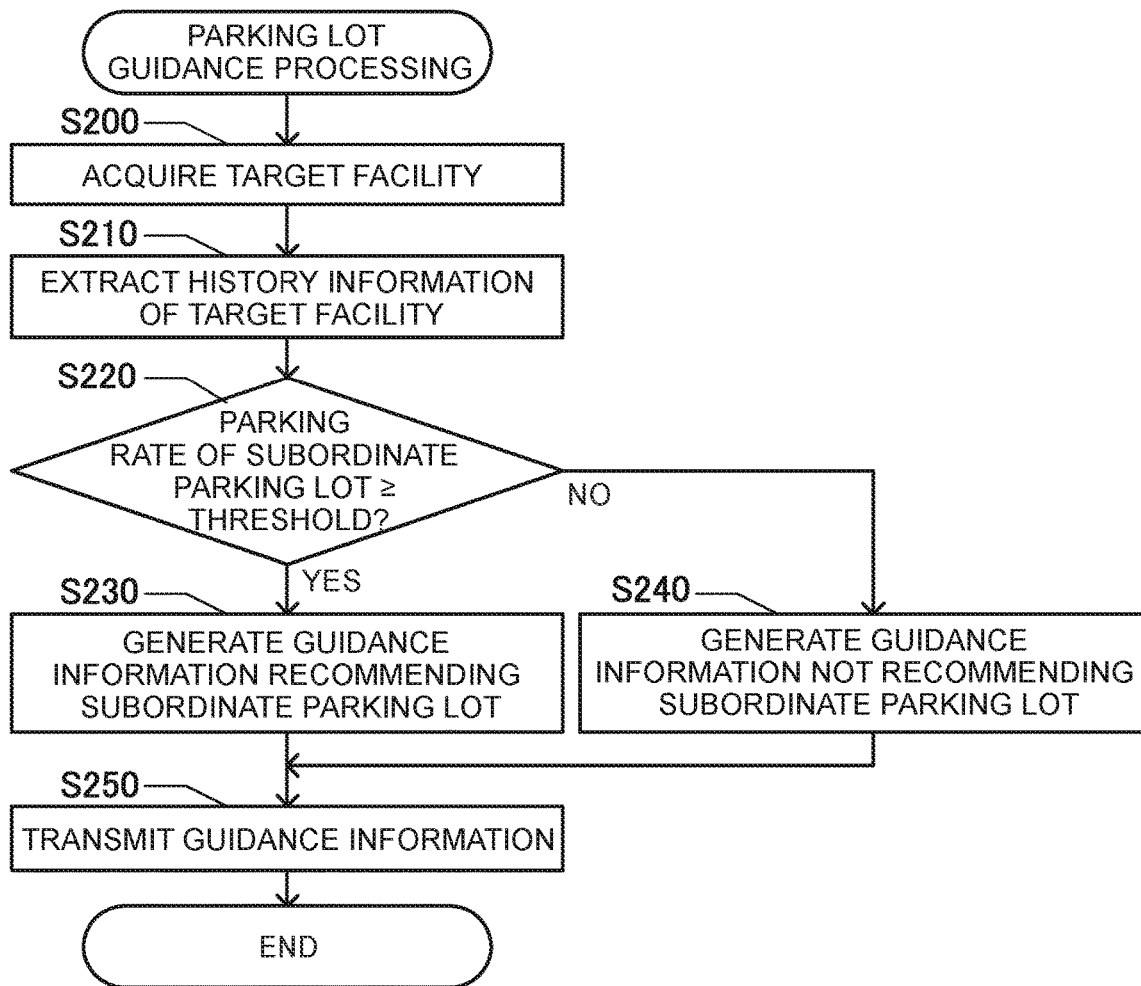 PARKING LOT
GUIDANCE PROCESSING
S200
ACQUIRE TARGET FACILITY
S210
EXTRACT HISTORY INFORMATION
OF TARGET FACILITY
S220
PARKING
RATE OF SUBORDINATE
PARKING LOT ≥
THRESHOLD?
NO
YES
S230
GENERATE GUIDANCE
INFORMATION RECOMMENDING
SUBORDINATE PARKING LOT
S240
GENERATE GUIDANCE
INFORMATION NOT RECOMMENDING
SUBORDINATE PARKING LOT
S250
TRANSMIT GUIDANCE INFORMATION
END